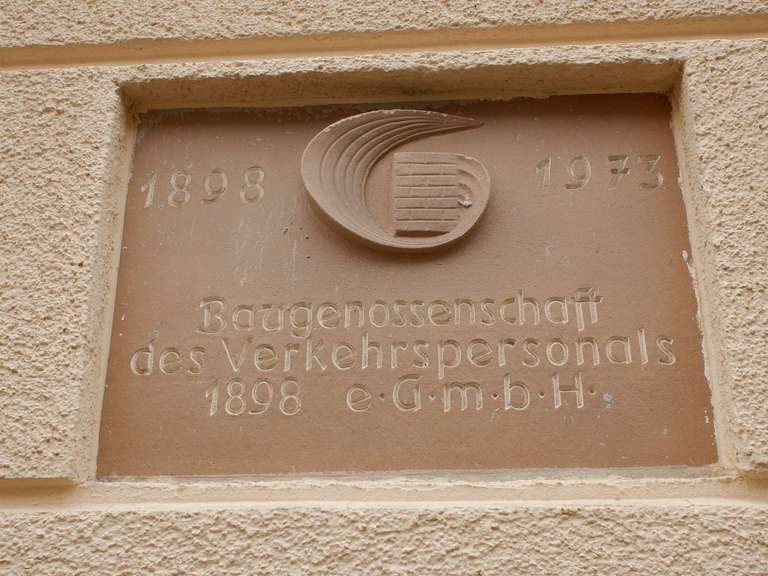 1898 1973
Baugenossenschaft
des Verkehrspersonals
1898 e·G·m·b·H·